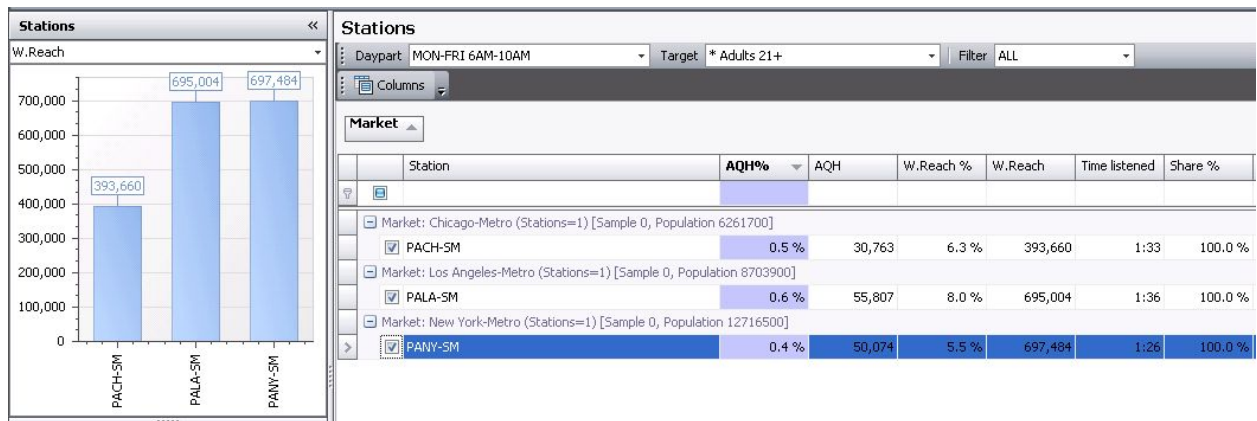 Stations «
W.Reach
695,004 697,484
700,000
600,000
500,000
393,660
400,000
300,000
200,000
100,000
0
PACH-SM
PALA-SM
PANY-SM
Stations
Daypart MON-FRI 6AM-10AM Target * Adults 21+ Filter ALL
Columns
Market
Station AQH% AQH W.Reach % W.Reach Time listened Share %
Market: Chicago-Metro (Stations=1) [Sample 0, Population 6261700]
PACH-SM 0.5 % 30,763 6.3 % 393,660 1:33 100.0 %
Market: Los Angeles-Metro (Stations=1) [Sample 0, Population 8703900]
PALA-SM 0.6 % 55,807 8.0 % 695,004 1:36 100.0 %
Market: New York-Metro (Stations=1) [Sample 0, Population 12716500]
PANY-SM 0.4 % 50,074 5.5 % 697,484 1:26 100.0 %